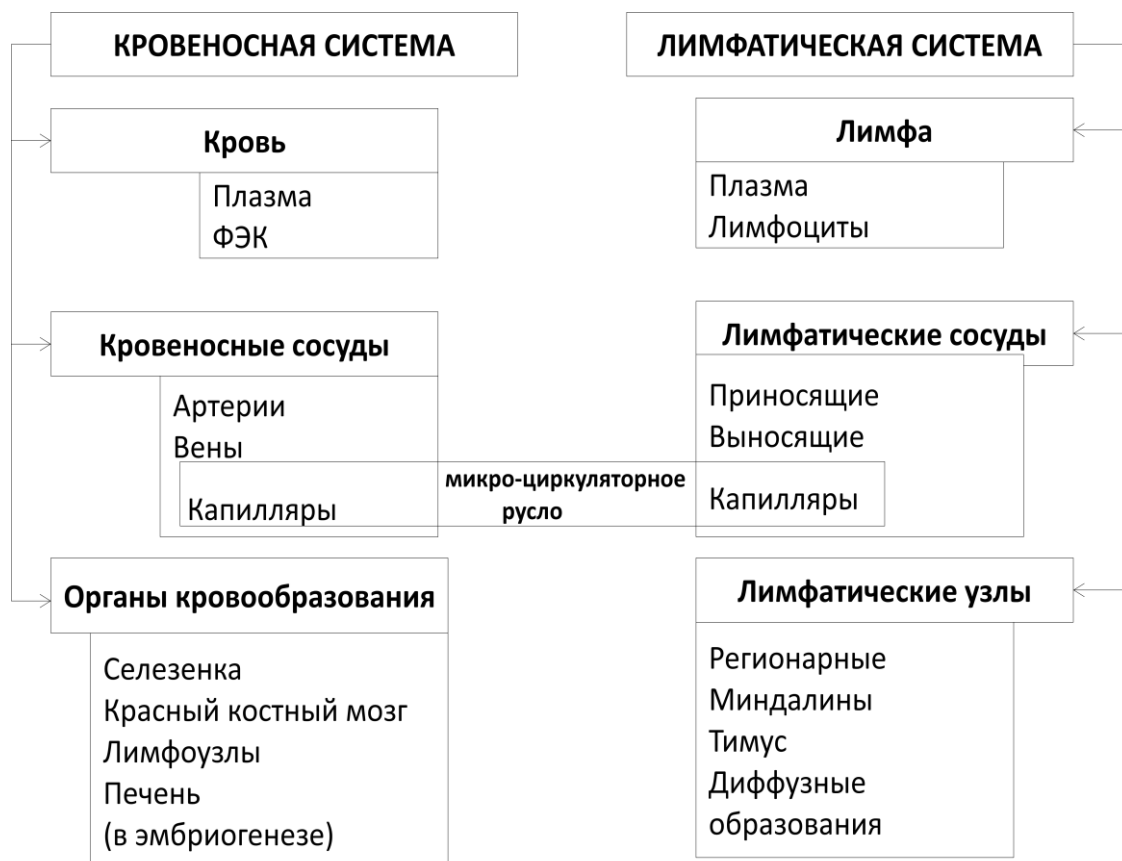 КРОВЕНОСНАЯ СИСТЕМА
ЛИМФАТИЧЕСКАЯ СИСТЕМА
Кровь
Плазма
ФЭК
Лимфа
Плазма
Лимфоциты
Кровеносные сосуды
Артерии
Вены
Капилляры
микро-циркуляторное
русло
Лимфатические сосуды
Приносящие
Выносящие
Капилляры
Органы кровообразования
Селезенка
Красный костный мозг
Лимфоузлы
Печень
(в эмбриогенезе)
Лимфатические узлы
Регионарные
Миндалины
Тимус
Диффузные
образования